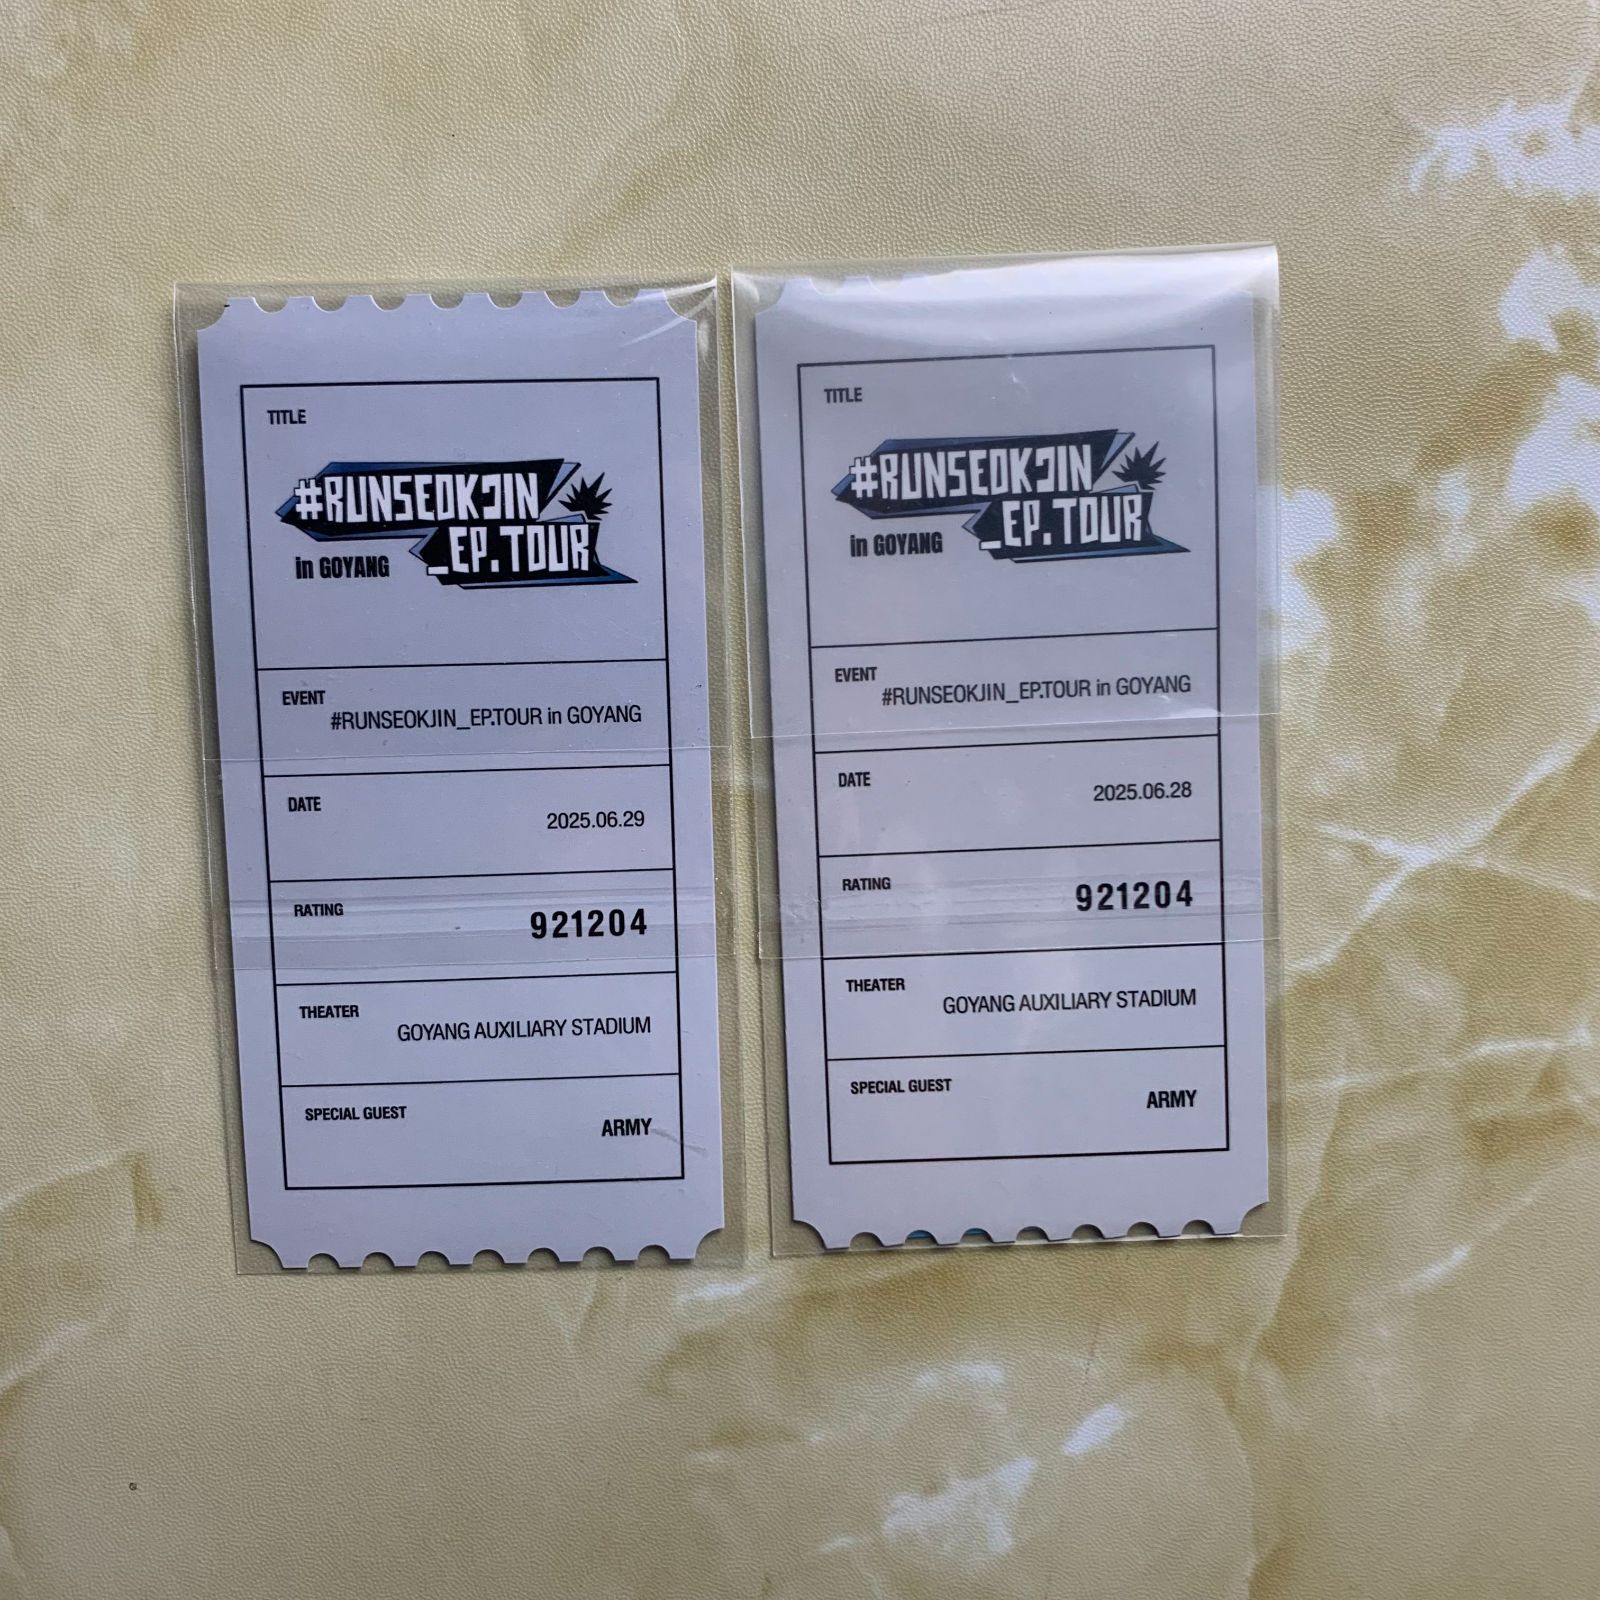 TITLE
#RUNSEOKJIN
_EP.TOUR
in GOYANG
EVENT
#RUNSEOKJIN_EP.TOUR in GOYANG
DATE
2025.06.29
RATING
921204
THEATER
GOYANG AUXILIARY STADIUM
SPECIAL GUEST
ARMY
TITLE
#RUNSEOKJIN
_EP.TOUR
in GOYANG
EVENT
#RUNSEOKJIN_EP.TOUR in GOYANG
DATE
2025.06.28
RATING
921204
THEATER
GOYANG AUXILIARY STADIUM
SPECIAL GUEST
ARMY